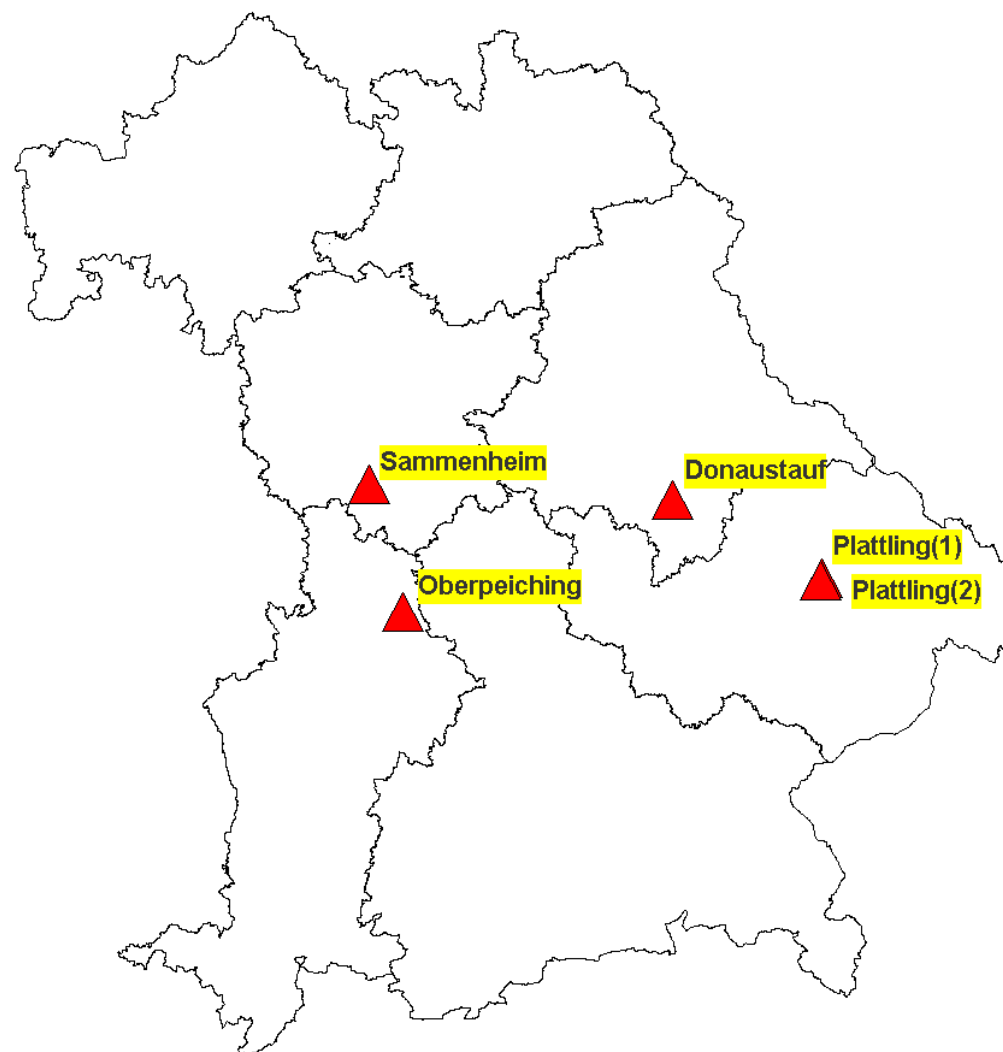 Sammenheim
Donaustauf
Plattling(1)
Oberpeiching
Plattling(2)